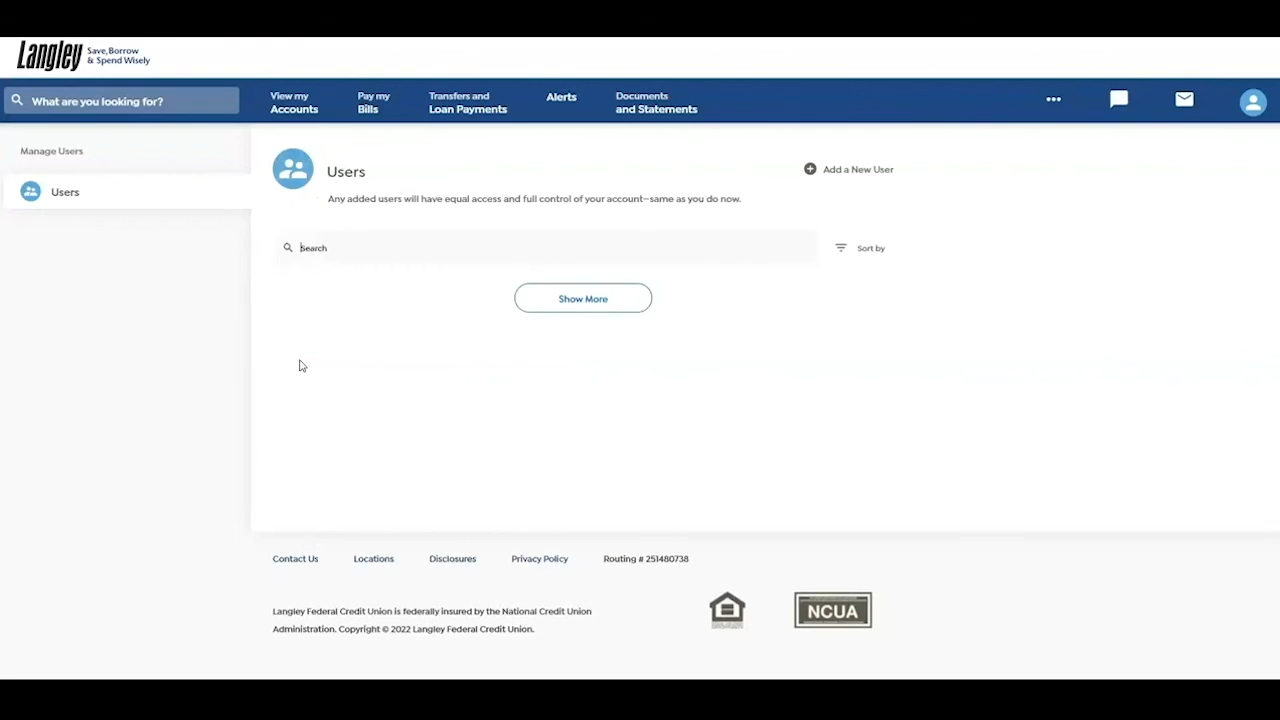 Langley
Save, Borrow
& Spend Wisely
What are you looking for?
View my
Accounts
Pay my
Bills
Transfers and
Loan Payments
Alerts
Documents
and Statements
Manage Users
Users
Users
Add a New User
Any added users will have equal access and full control of your account—same as you do now.
Search
Sort by
Show More
Contact Us
Locations
Disclosures
Privacy Policy
Routing # 251480738
Langley Federal Credit Union is federally insured by the National Credit Union
Administration. Copyright © 2022 Langley Federal Credit Union.
NCUA